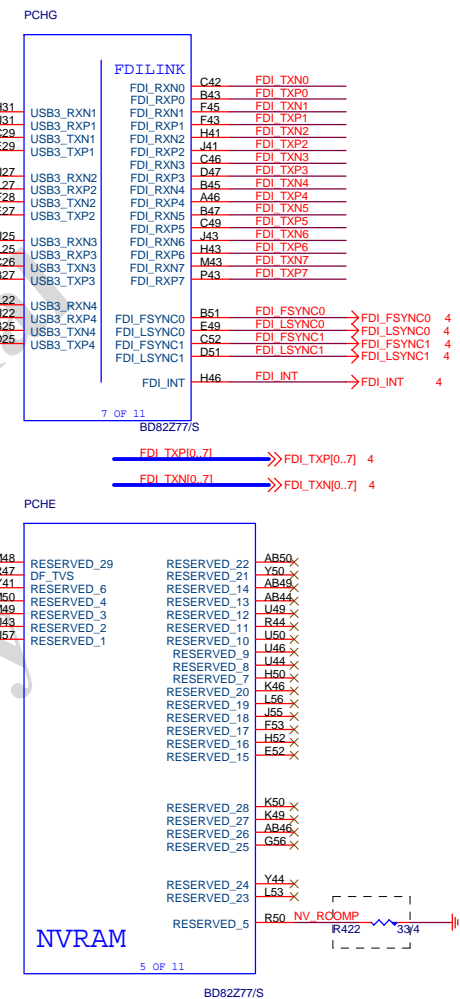 PCHG
FDILINK
FDI_RXN0 C42 FDI_TXN0
FDI_RXP0 B43 FDI_TXP0
USB3_RXN1 FDI_RXN1 F45 FDI_TXN1
USB3_RXP1 FDI_RXP1 F43 FDI_TXP1
USB3_TXN1 FDI_RXN2 H41 FDI_TXN2
USB3_TXP1 FDI_RXP2 J41 FDI_TXP2
FDI_RXN3 C46 FDI_TXN3
USB3_RXN2 FDI_RXP3 D47 FDI_TXP3
USB3_RXP2 FDI_RXN4 B45 FDI_TXN4
USB3_TXN2 FDI_RXP4 A46 FDI_TXP4
USB3_TXP2 FDI_RXN5 B47 FDI_TXN5
FDI_RXP5 C49 FDI_TXP5
USB3_RXN3 FDI_RXN6 J43 FDI_TXN6
USB3_RXP3 FDI_RXP6 H43 FDI_TXP6
USB3_TXN3 FDI_RXN7 M43 FDI_TXN7
USB3_TXP3 FDI_RXP7 P43 FDI_TXP7
USB3_RXN4
USB3_RXP4 FDI_FSYNC0 B51 FDI_FSYNC0 FDI_FSYNC0 4
USB3_TXN4 FDI_LSYNC0 E49 FDI_LSYNC0 FDI_LSYNC0 4
USB3_TXP4 FDI_FSYNC1 C52 FDI_FSYNC1 FDI_FSYNC1 4
FDI_LSYNC1 D51 FDI_LSYNC1 FDI_LSYNC1 4
FDI_INT H46 FDI_INT FDI_INT 4
7 OF 11
BD82Z77/S
FDI_TXP[0..7] FDI_TXP[0..7] 4
FDI_TXN[0..7] FDI_TXN[0..7] 4
PCHE
RESERVED_29 RESERVED_22 AB50
DF_TVS RESERVED_21 Y50
RESERVED_6 RESERVED_14 AB49
RESERVED_4 RESERVED_13 AB44
RESERVED_3 RESERVED_12 U49
RESERVED_2 RESERVED_11 R44
RESERVED_1 RESERVED_10 U50
RESERVED_9 U46
RESERVED_8 U44
RESERVED_7 H50
RESERVED_20 K46
RESERVED_19 L56
RESERVED_18 J55
RESERVED_17 F53
RESERVED_16 H52
RESERVED_15 E52
RESERVED_28 K50
RESERVED_27 K49
RESERVED_26 AB46
RESERVED_25 G56
RESERVED_24 Y44
RESERVED_23 L53
RESERVED_5 R50 NV_RCOMP R422 33/4
NVRAM
5 OF 11
BD82Z77/S